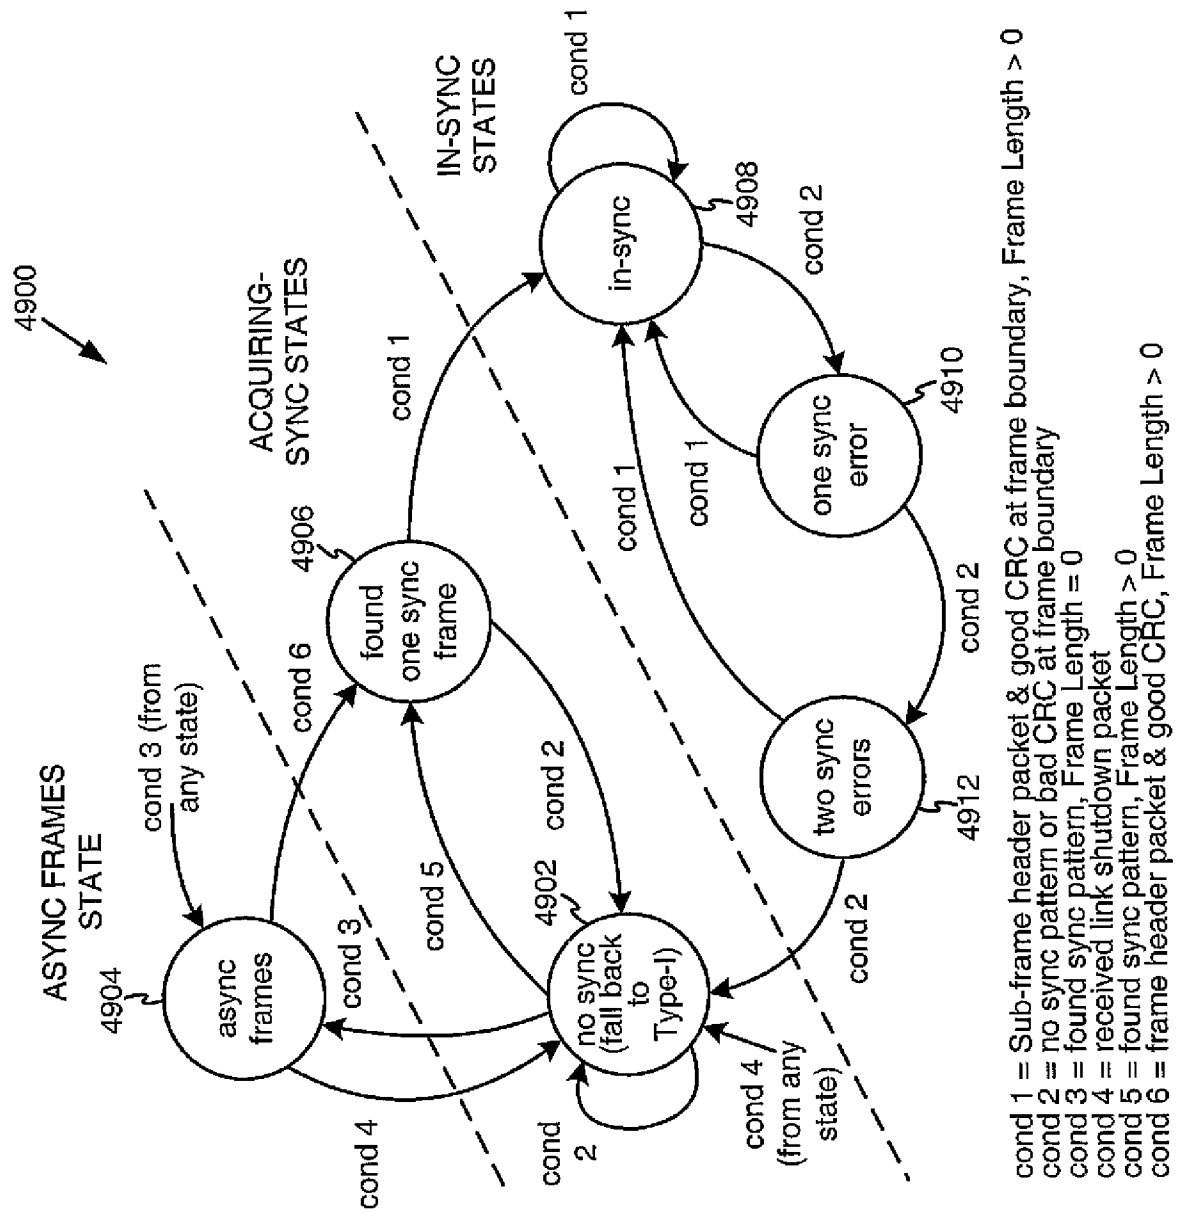 4900
ASYNC FRAMES
STATE
ACQUIRING-
SYNC STATES
IN-SYNC
STATES
4904
async
frames
cond 3 (from
any state)
cond 6
4906
found
one sync
frame
cond 1
cond 1
in-sync
4908
cond 4
cond 3
cond 5
cond 2
4902
no sync
(fall back
to
Type-I)
cond
2
cond 4
(from any
state)
cond 2
two sync
errors
4912
cond 1
cond 1
one sync
error
4910
cond 2
cond 2
cond 1 = Sub-frame header packet & good CRC at frame boundary, Frame Length > 0
cond 2 = no sync pattern or bad CRC at frame boundary
cond 3 = found sync pattern, Frame Length = 0
cond 4 = received link shutdown packet
cond 5 = found sync pattern, Frame Length > 0
cond 6 = frame header packet & good CRC, Frame Length > 0